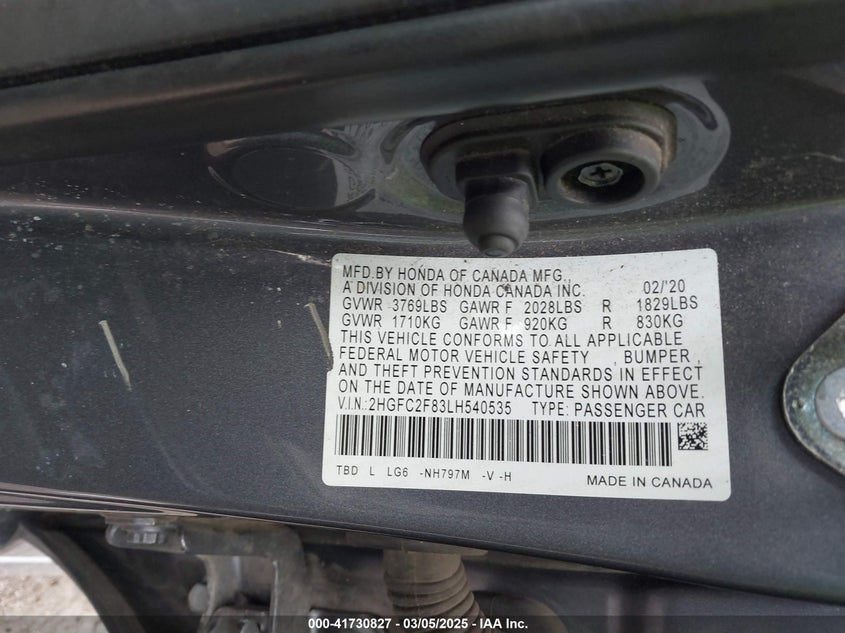 MFD.BY HONDA OF CANADA MFG.,
A DIVISION OF HONDA CANADA INC. 02/'20
GVWR 3769LBS GAWR F 2028LBS R 1829LBS
GVWR 1710KG GAWR F 920KG R 830KG
THIS VEHICLE CONFORMS TO ALL APPLICABLE
FEDERAL MOTOR VEHICLE SAFETY , BUMPER ,
AND THEFT PREVENTION STANDARDS IN EFFECT
ON THE DATE OF MANUFACTURE SHOWN ABOVE.
V.I.N.:2HGFC2F83LH540535 TYPE: PASSENGER CAR
TBD L LG6 -NH797M -V -H
MADE IN CANADA
000-41730827 - 03/05/2025 - IAA Inc.